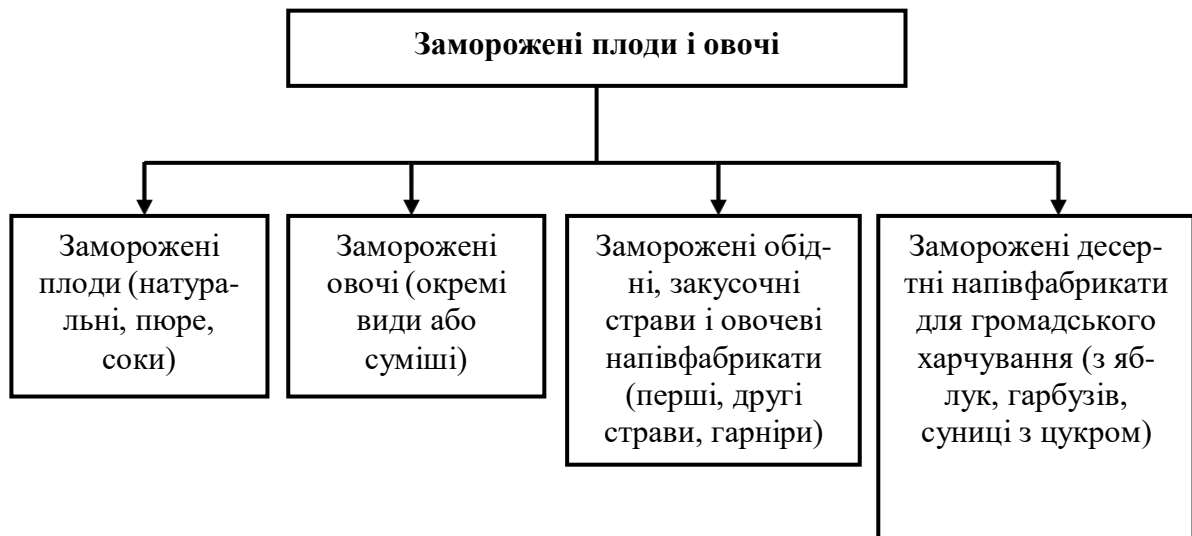 Заморожені плоди і овочі
Заморожені
плоди (натура-
льні, пюре,
соки)
Заморожені
овочі (окремі
види або
суміші)
Заморожені обід-
ні, закусочні
страви і овочеві
напівфабрикати
(перші, другі
страви, гарніри)
Заморожені десер-
тні напівфабрикати
для громадського
харчування (з яб-
лук, гарбузів,
суниці з цукром)